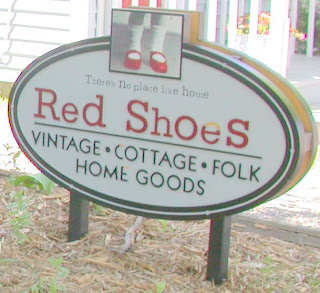 There's no place like home
Red Shoes
VINTAGE • COTTAGE • FOLK
HOME GOODS